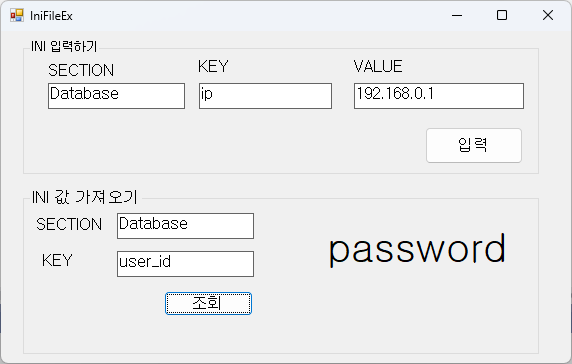 IniFileEx
INI 입력하기
SECTION KEY VALUE
Database ip 192.168.0.1
입력
INI 값 가져오기
SECTION Database
KEY user_id
password
조회